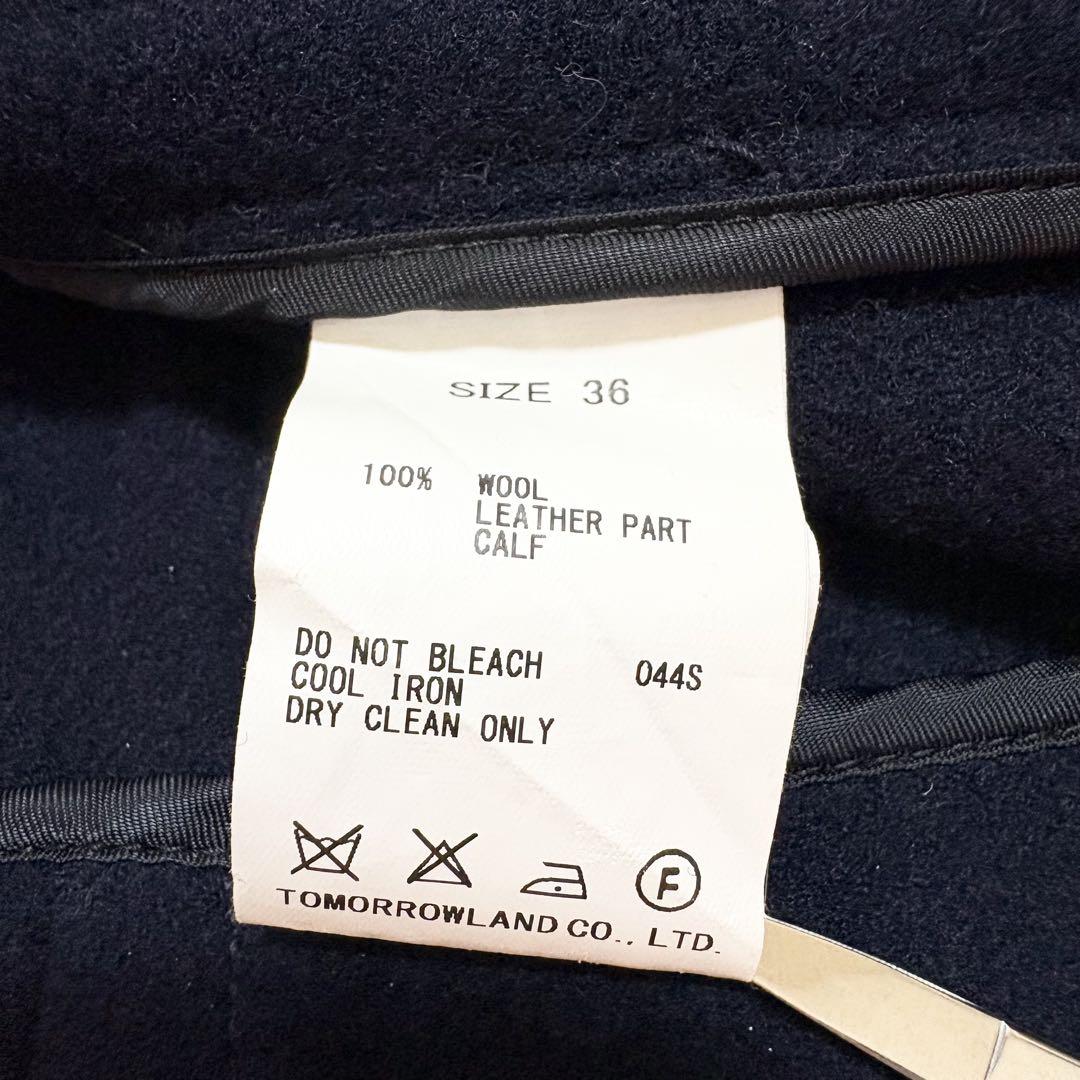 SIZE 36
100% WOOL
LEATHER PART
CALF
DO NOT BLEACH 044S
COOL IRON
DRY CLEAN ONLY
F
TOMORROWLAND CO., LTD.